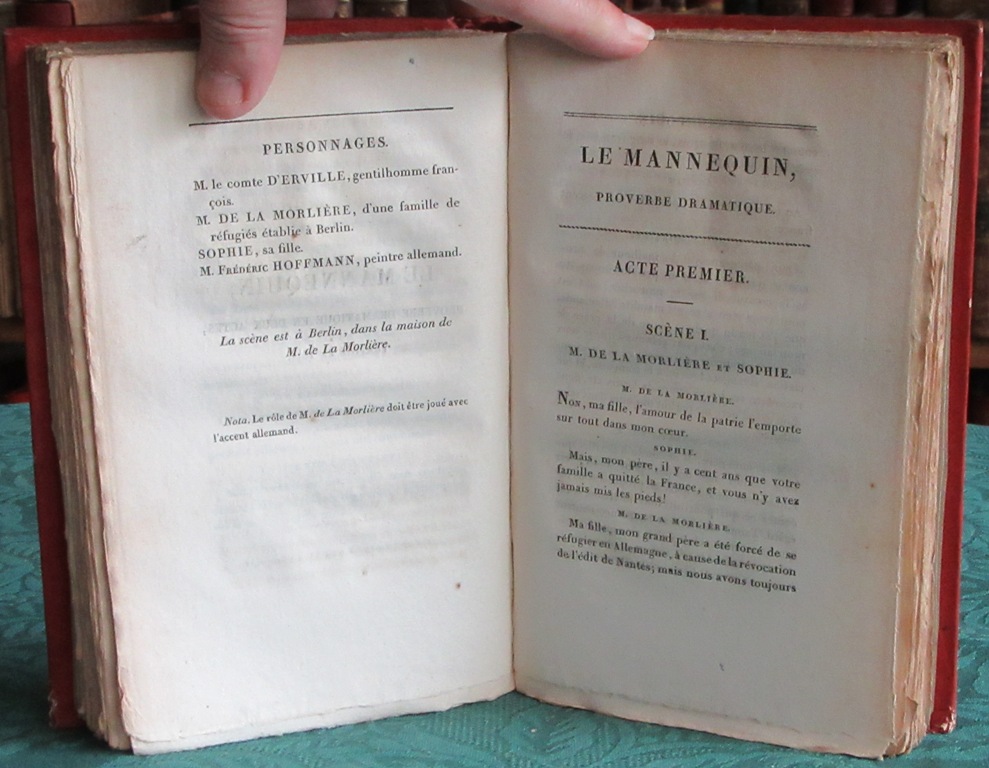 PERSONNAGES.
M. le comte D'ERVILLE, gentilhomme fran-
çois.
M. DE LA MORLIÈRE, d'une famille de
réfugiés établie à Berlin.
SOPHIE, sa fille.
M. FRÉDÉRIC HOFFMANN, peintre allemand.
La scène est à Berlin, dans la maison de
M. de La Morlière.
Nota. Le rôle de M. de La Morlière doit être joué avec
l'accent allemand.
LE MANNEQUIN,
PROVERBE DRAMATIQUE.
ACTE PREMIER.
SCÈNE I.
M. DE LA MORLIÈRE ET SOPHIE.
M. DE LA MORLIÈRE.
Non, ma fille, l'amour de la patrie l'emporte
sur tout dans mon cœur.
SOPHIE.
Mais, mon père, il y a cent ans que votre
famille a quitté la France, et vous n'y avez
jamais mis les pieds!
M. DE LA MORLIÈRE.
Ma fille, mon grand père a été forcé de se
réfugier en Allemagne, à cause de la révocation
de l'édit de Nantes; mais nous avons toujours